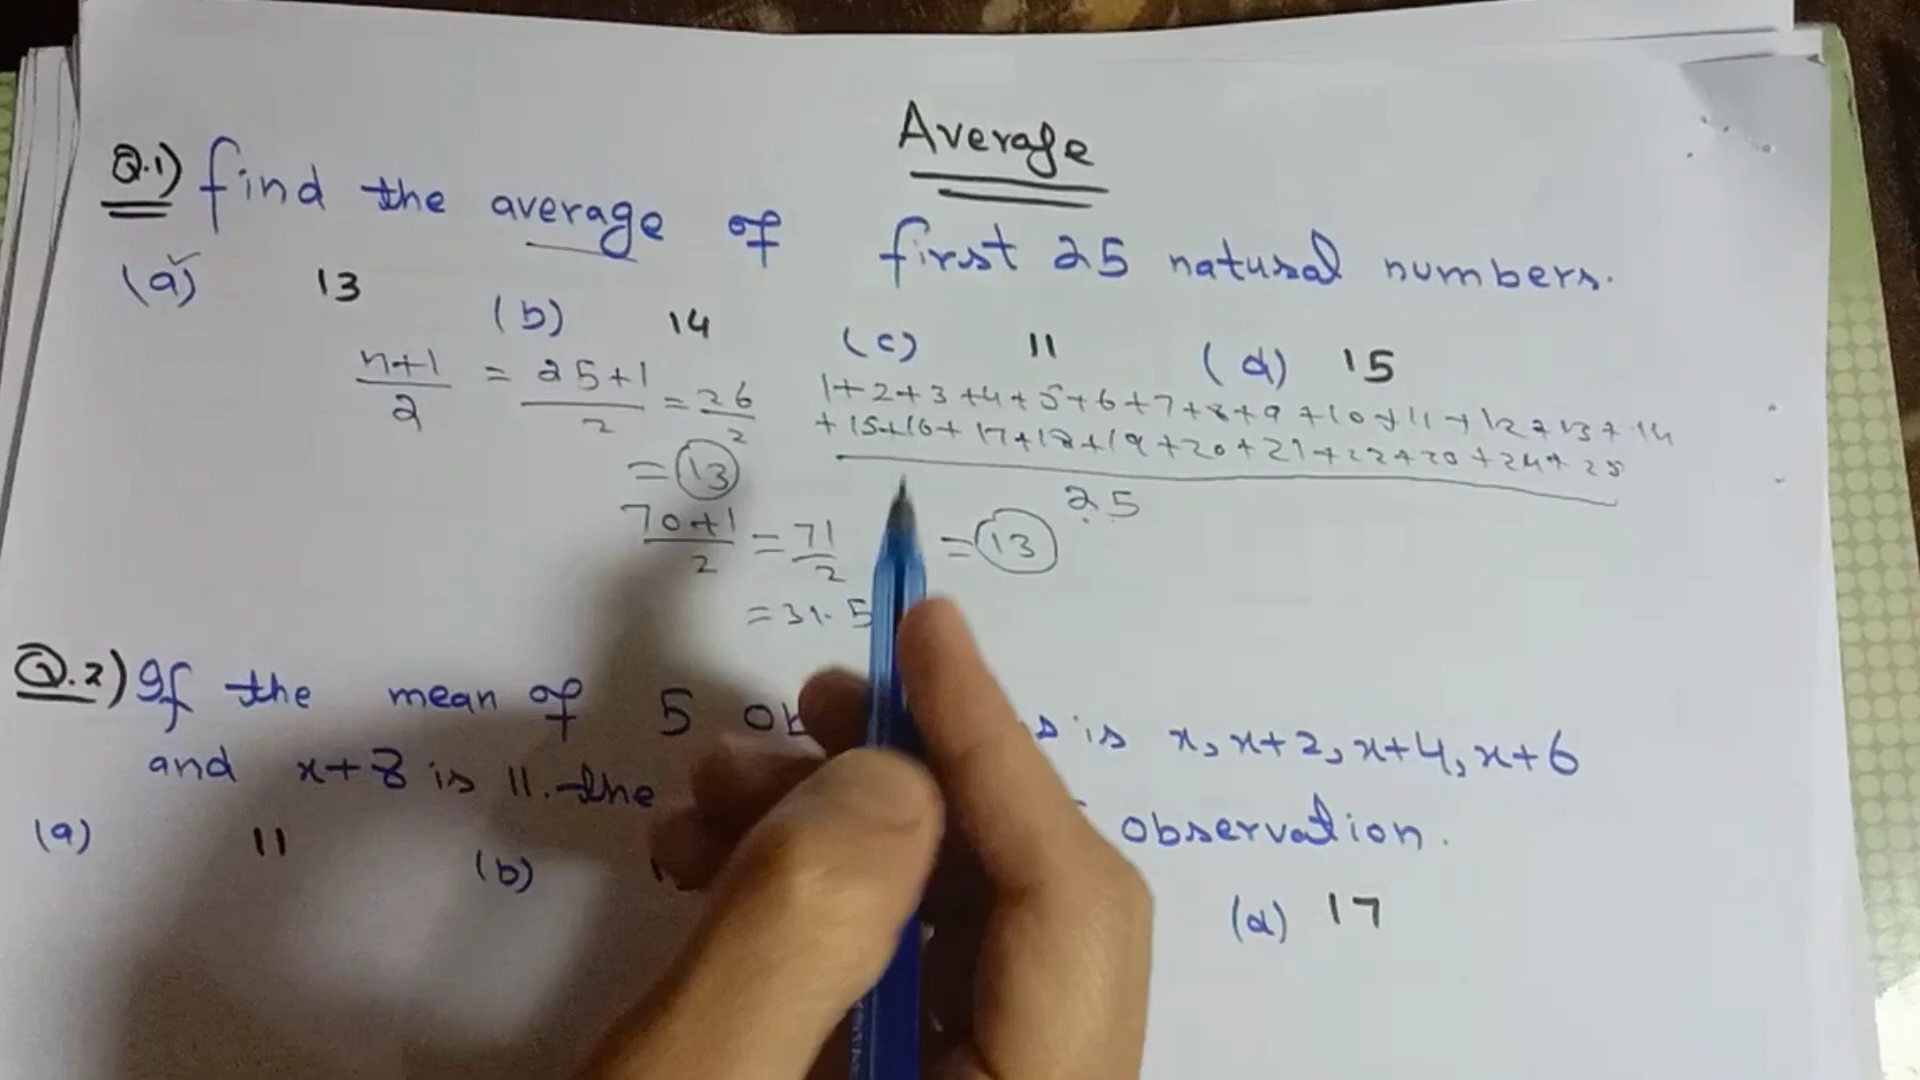 Average
Q.1) find the average of first 25 natural numbers.
(a) 13 (b) 14 (c) 11 (d) 15
n+1/2 = 25+1/2 = 26/2
= 13
1+2+3+4+5+6+7+8+9+10+11+12+13+14
+15+16+17+18+19+20+21+22+20+24+25
25
= 13
70+1/2 = 71/2
= 31.5
Q.2) If the mean of 5 is x, x+2, x+4, x+6
and x+8 is 11. the observation.
(a) 11 (b) (d) 17